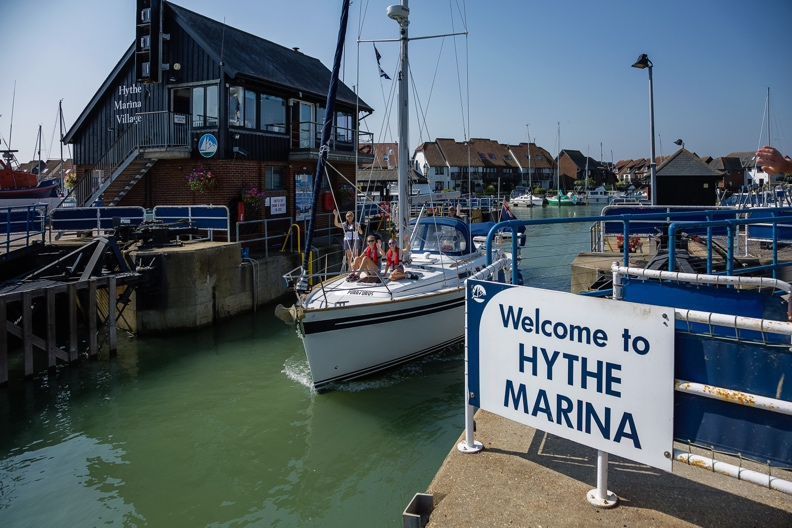 Hythe
Marina
Village
Welcome to
HYTHE
MARINA